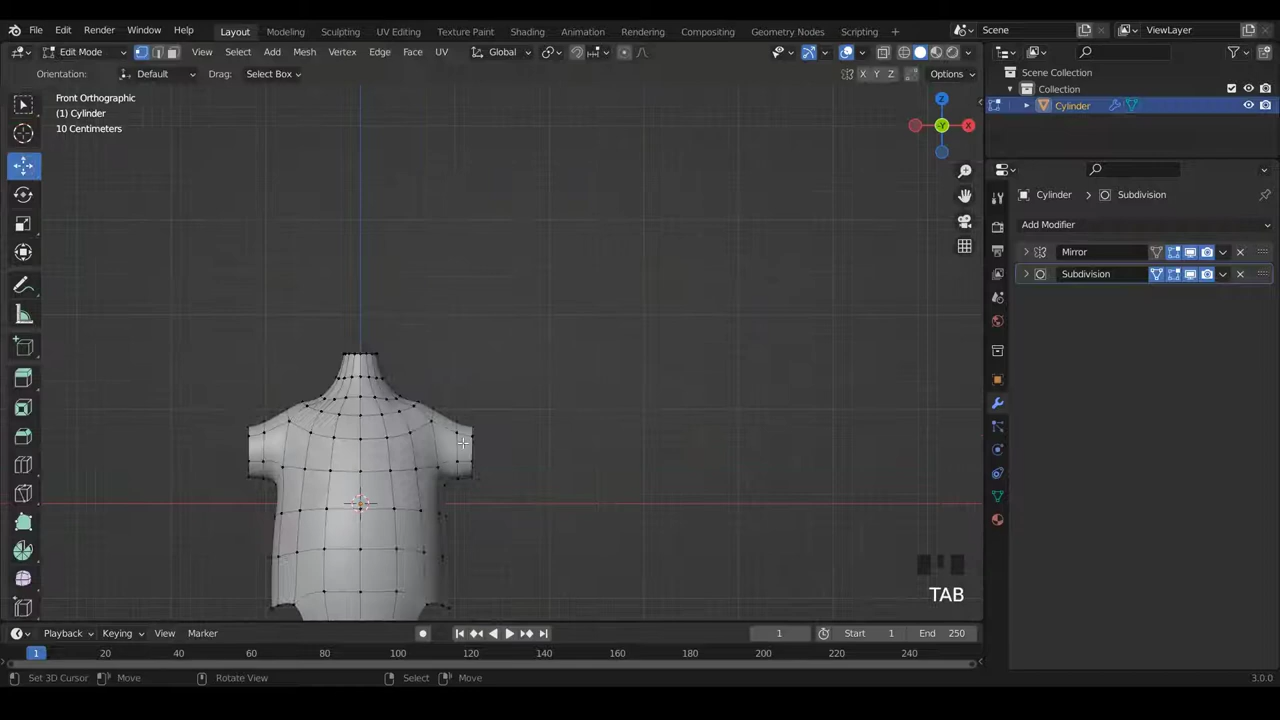 File Edit Render Window Help Layout Modeling Sculpting UV Editing Texture Paint Shading Animation Rendering Compositing Geometry Nodes Scripting Scene ViewLayer
Edit Mode View Select Add Mesh Vertex Edge Face UV Global
Orientation: Default Drag: Select Box X Y Z Options
Front Orthographic
(1) Cylinder
10 Centimeters
Z
Y
X
TAB
Scene Collection
Collection
Cylinder
Cylinder > Subdivision
Add Modifier
Mirror
Subdivision
Playback Keying View Marker 1 Start 1 End 250
1 20 40 60 80 100 120 140 160 180 200 220 240
Set 3D Cursor Move Rotate View Select Move 3.0.0